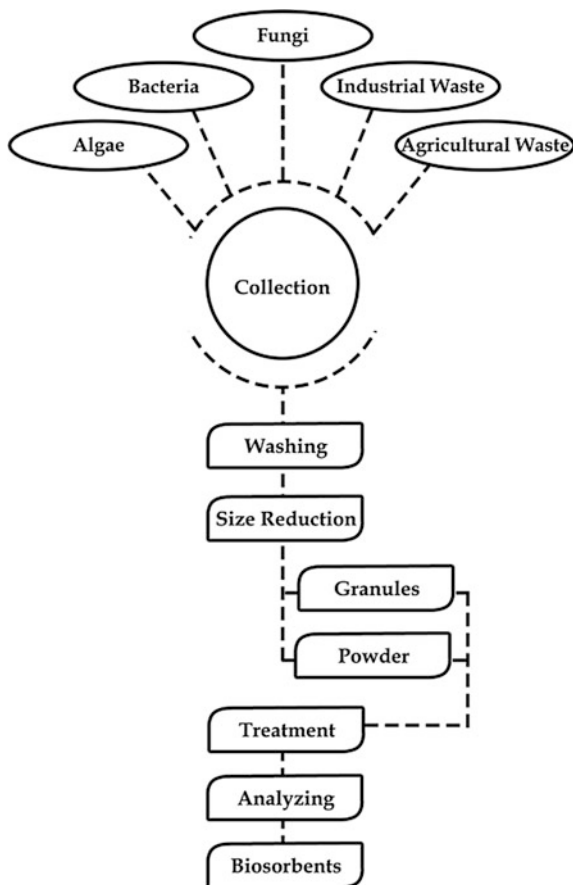 Fungi
Bacteria
Industrial Waste
Algae
Agricultural Waste
Collection
Washing
Size Reduction
Granules
Powder
Treatment
Analyzing
Biosorbents